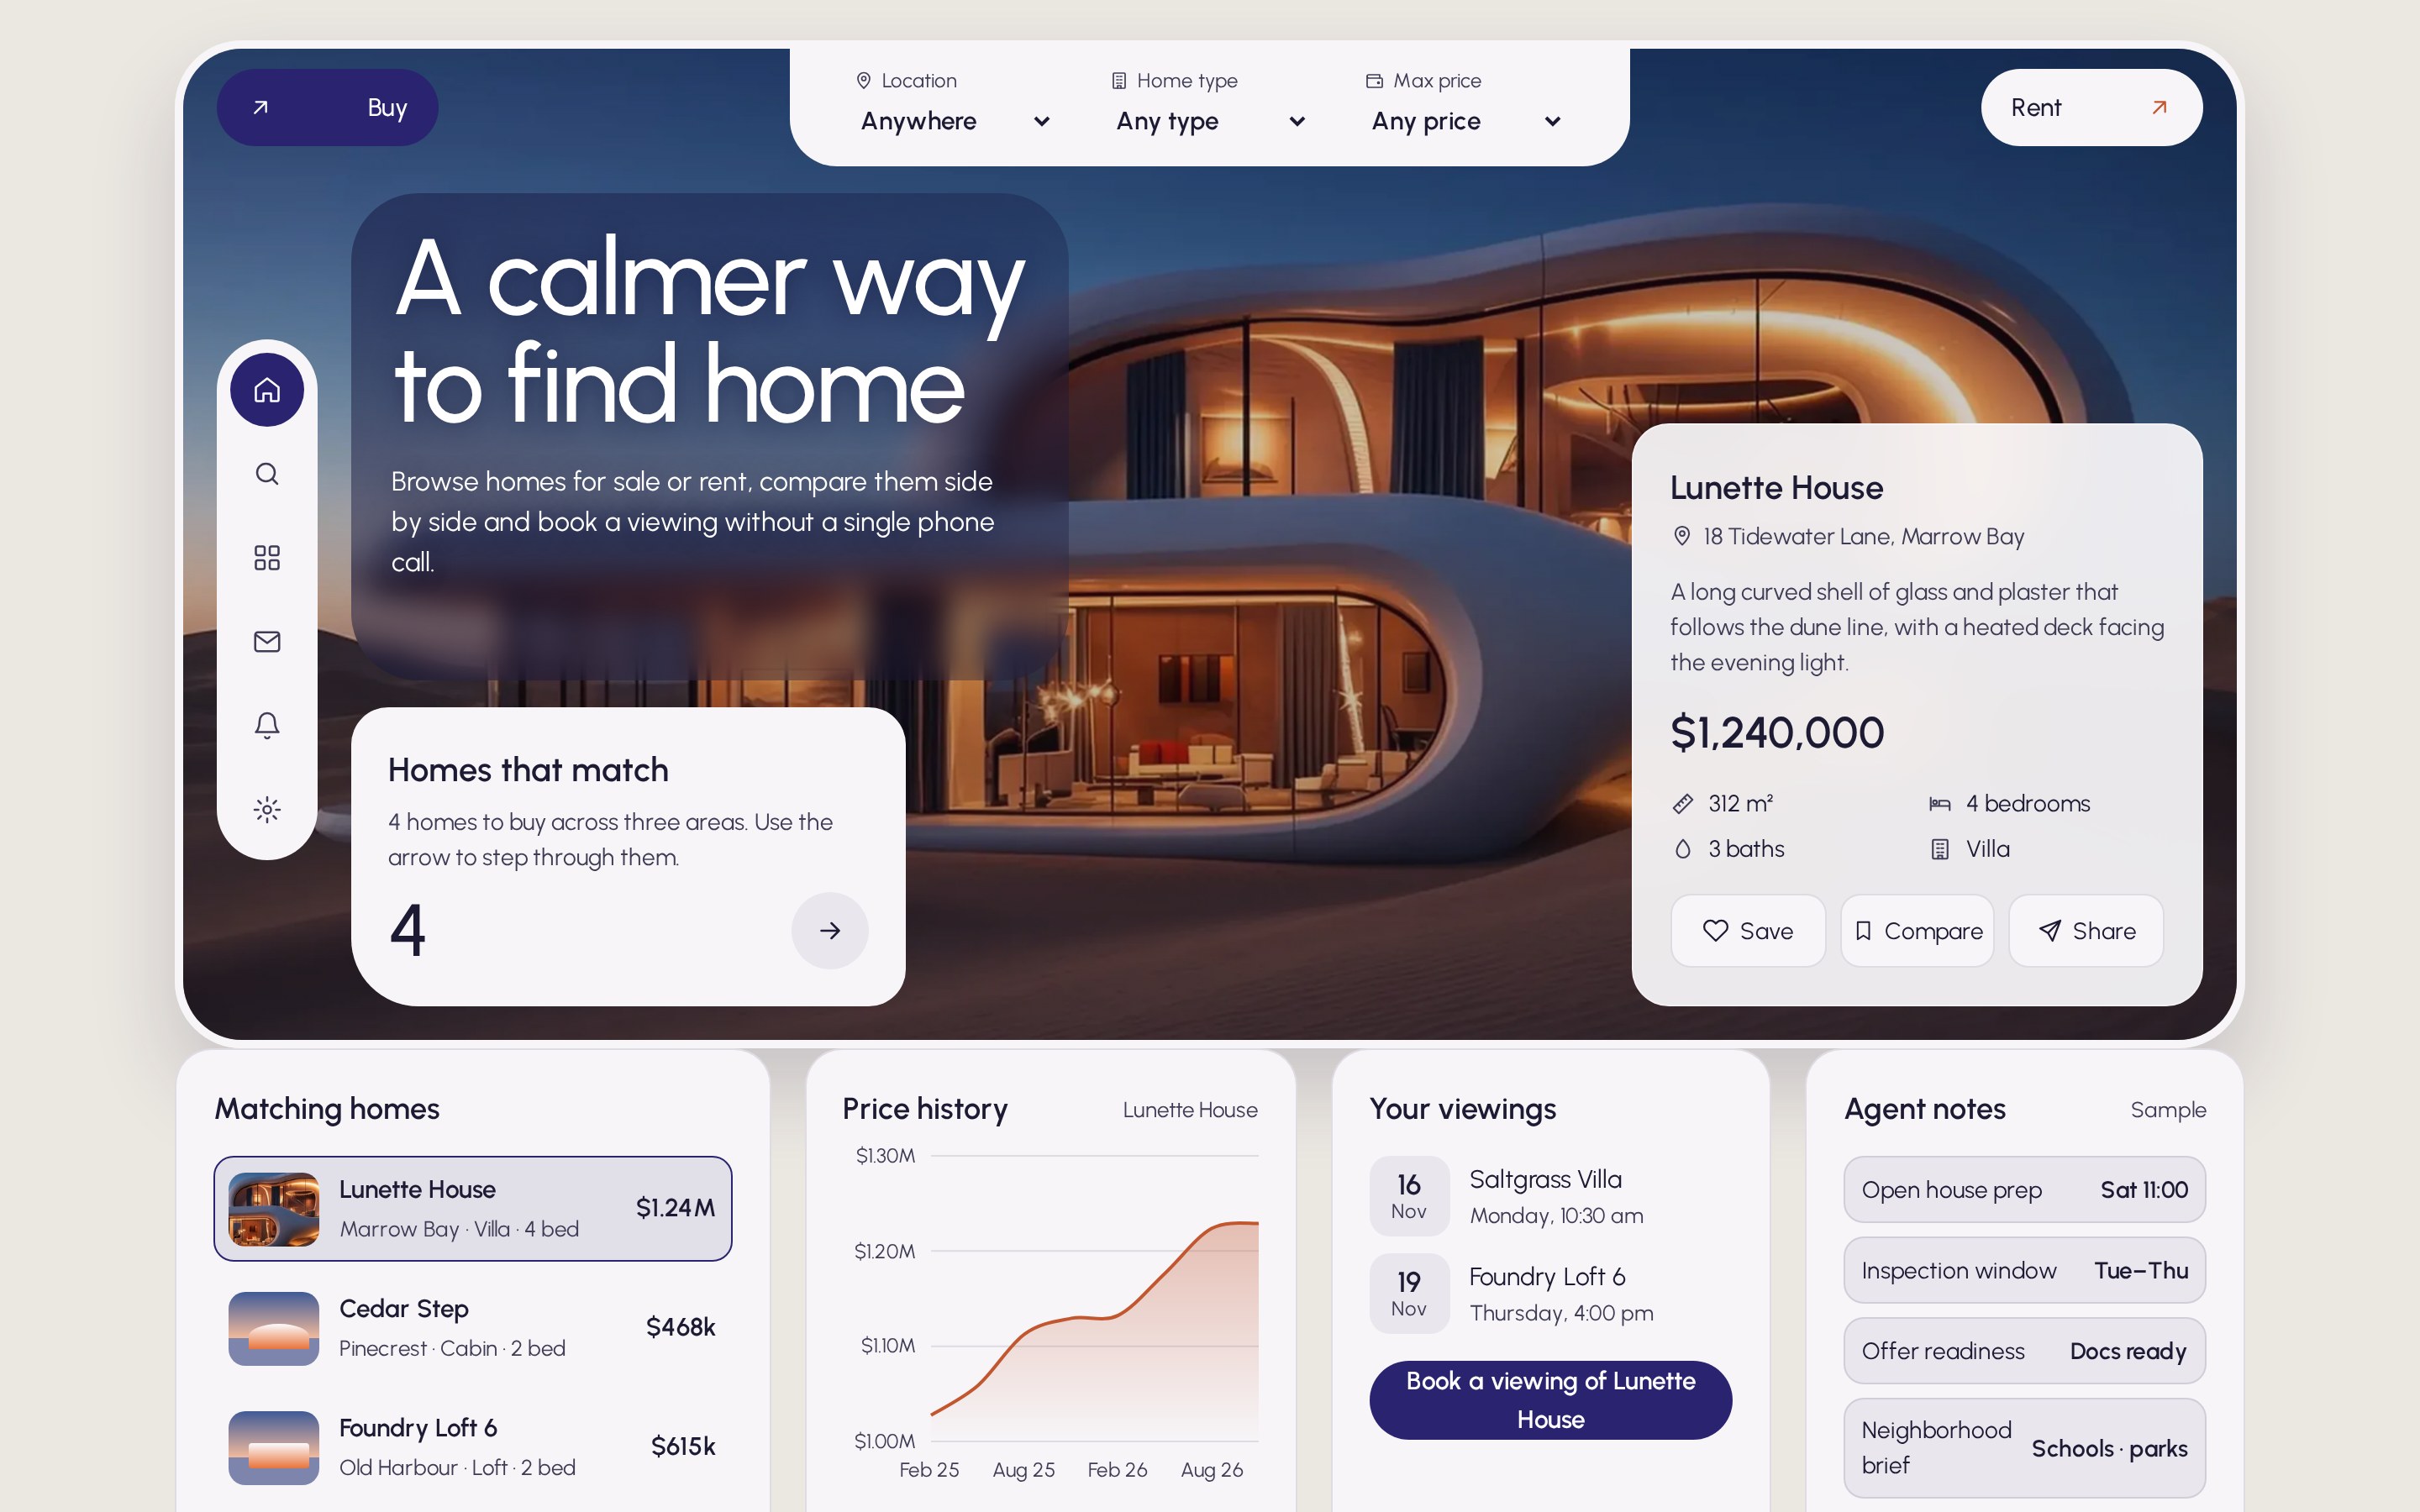 Buy
Location
Home type
Max price
Anywhere
Any type
Any price
Rent
A calmer way
to find home
Browse homes for sale or rent, compare them side
by side and book a viewing without a single phone
call.
Homes that match
4 homes to buy across three areas. Use the
arrow to step through them.
4
Lunette House
18 Tidewater Lane, Marrow Bay
A long curved shell of glass and plaster that
follows the dune line, with a heated deck facing
the evening light.
$1,240,000
312 m²
4 bedrooms
3 baths
Villa
Save
Compare
Share
Matching homes
Lunette House
Marrow Bay · Villa · 4 bed
$1.24M
Cedar Step
Pinecrest · Cabin · 2 bed
$468k
Foundry Loft 6
Old Harbour · Loft · 2 bed
$615k
Price history
Lunette House
$1.30M
$1.20M
$1.10M
$1.00M
Feb 25
Aug 25
Feb 26
Aug 26
Your viewings
16
Nov
Saltgrass Villa
Monday, 10:30 am
19
Nov
Foundry Loft 6
Thursday, 4:00 pm
Book a viewing of Lunette
House
Agent notes
Sample
Open house prep
Sat 11:00
Inspection window
Tue–Thu
Offer readiness
Docs ready
Neighborhood
brief
Schools · parks